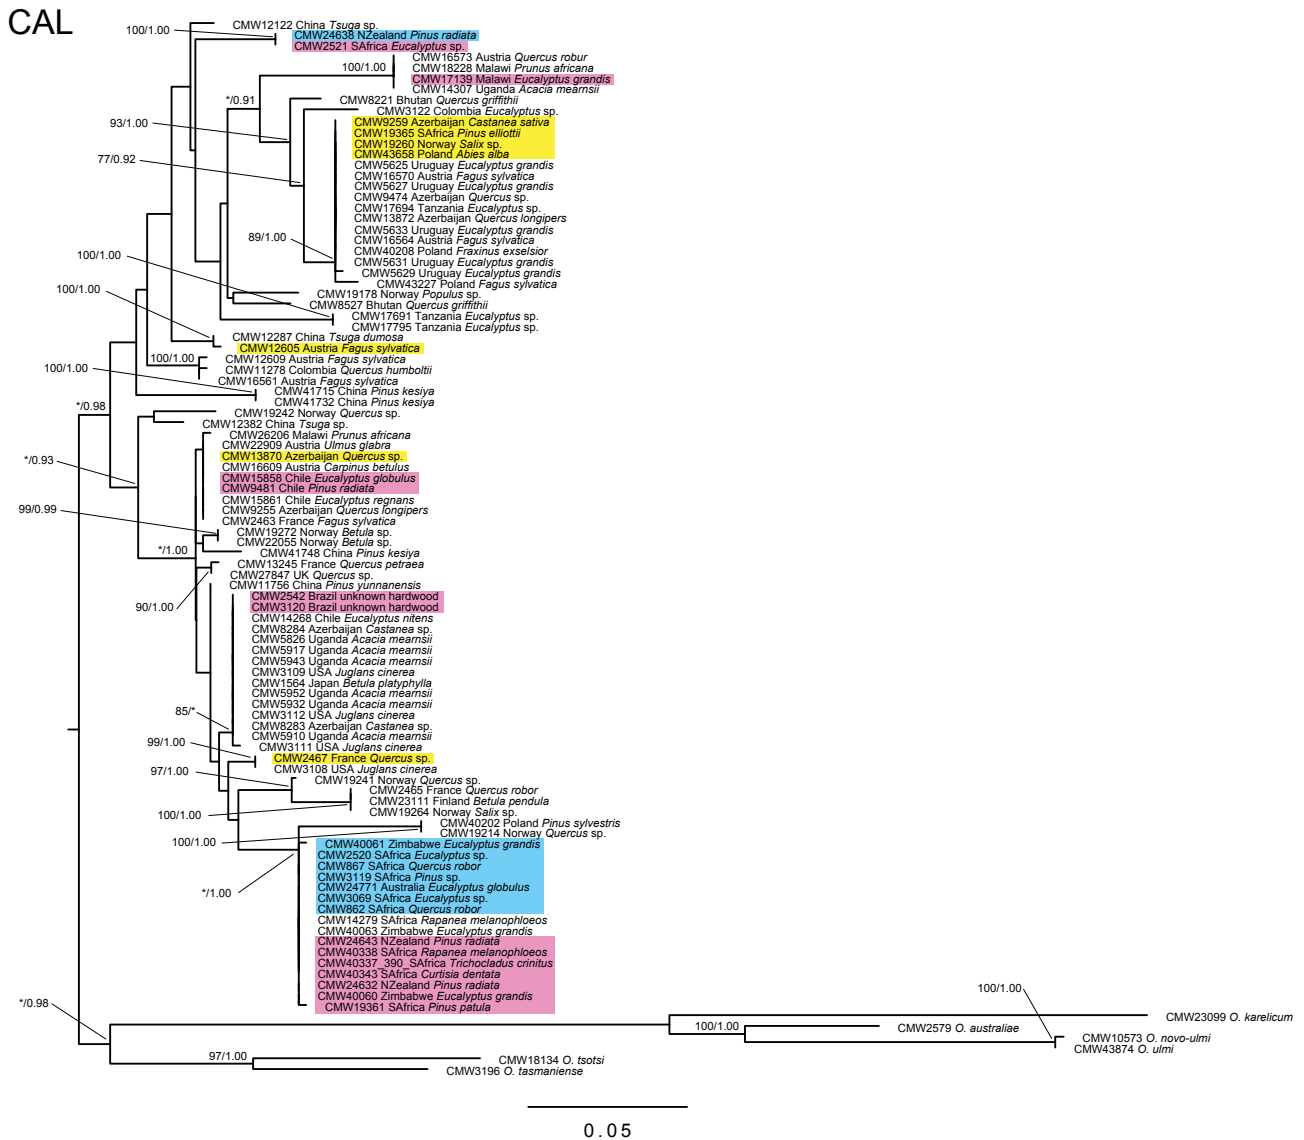 CAL
CMW12122 China Tsuga sp.
100/1.00
CMW24638 NZealand Pinus radiata
CMW2521 SAfrica Eucalyptus sp.
CMW16573 Austria Quercus robur
100/1.00
CMW18228 Malawi Prunus africana
CMW17139 Malawi Eucalyptus grandis
CMW14307 Uganda Acacia mearnsii
*/0.91
CMW8221 Bhutan Quercus griffithii
CMW3122 Colombia Eucalyptus sp.
93/1.00
CMW9259 Azerbaijan Castanea sativa
CMW19365 SAfrica Pinus elliottii
CMW19260 Norway Salix sp.
CMW43658 Poland Abies alba
77/0.92
CMW5625 Uruguay Eucalyptus grandis
CMW16570 Austria Fagus sylvatica
CMW5627 Uruguay Eucalyptus grandis
CMW9474 Azerbaijan Quercus sp.
CMW17694 Tanzania Eucalyptus sp.
CMW13872 Azerbaijan Quercus longipers
CMW5633 Uruguay Eucalyptus grandis
89/1.00
CMW16564 Austria Fagus sylvatica
CMW40208 Poland Fraxinus exselsior
100/1.00
CMW5631 Uruguay Eucalyptus grandis
CMW5629 Uruguay Eucalyptus grandis
CMW43227 Poland Fagus sylvatica
100/1.00
CMW19178 Norway Populus sp.
CMW8527 Bhutan Quercus griffithii
CMW17691 Tanzania Eucalyptus sp.
CMW17795 Tanzania Eucalyptus sp.
CMW12287 China Tsuga dumosa
CMW12605 Austria Fagus sylvatica
100/1.00
CMW12609 Austria Fagus sylvatica
100/1.00
CMW11278 Colombia Quercus humboltii
CMW16561 Austria Fagus sylvatica
CMW41715 China Pinus kesiya
CMW41732 China Pinus kesiya
*/0.98
CMW19242 Norway Quercus sp.
CMW12382 China Tsuga sp.
CMW26206 Malawi Prunus africana
CMW22909 Austria Ulmus glabra
CMW13870 Azerbaijan Quercus sp.
*/0.93
CMW16609 Austria Carpinus betulus
CMW15858 Chile Eucalyptus globulus
CMW9481 Chile Pinus radiata
CMW15861 Chile Eucalyptus regnans
99/0.99
CMW9255 Azerbaijan Quercus longipers
CMW2463 France Fagus sylvatica
CMW19272 Norway Betula sp.
CMW22055 Norway Betula sp.
*/1.00
CMW41748 China Pinus kesiya
CMW13245 France Quercus petraea
CMW27847 UK Quercus sp.
CMW11756 China Pinus yunnanensis
CMW2542 Brazil unknown hardwood
90/1.00
CMW3120 Brazil unknown hardwood
CMW14268 Chile Eucalyptus nitens
CMW8284 Azerbaijan Castanea sp.
CMW5826 Uganda Acacia mearnsii
CMW5917 Uganda Acacia mearnsii
CMW5943 Uganda Acacia mearnsii
CMW3109 USA Juglans cinerea
CMW1564 Japan Betula platyphylla
CMW5952 Uganda Acacia mearnsii
CMW5932 Uganda Acacia mearnsii
85/*
CMW3112 USA Juglans cinerea
CMW8283 Azerbaijan Castanea sp.
CMW5910 Uganda Acacia mearnsii
99/1.00
CMW3111 USA Juglans cinerea
CMW2467 France Quercus sp.
97/1.00
CMW3108 USA Juglans cinerea
CMW19241 Norway Quercus sp.
CMW2465 France Quercus robor
CMW23111 Finland Betula pendula
100/1.00
CMW19264 Norway Salix sp.
CMW40202 Poland Pinus sylvestris
CMW19214 Norway Quercus sp.
100/1.00
CMW40061 Zimbabwe Eucalyptus grandis
CMW2520 SAfrica Eucalyptus sp.
CMW867 SAfrica Quercus robor
CMW3119 SAfrica Pinus sp.
CMW24771 Australia Eucalyptus globulus
*/1.00
CMW3069 SAfrica Eucalyptus sp.
CMW862 SAfrica Quercus robor
CMW14279 SAfrica Rapanea melanophloeos
CMW40063 Zimbabwe Eucalyptus grandis
CMW24643 NZealand Pinus radiata
CMW40338 SAfrica Rapanea melanophloeos
CMW40337_390_SAfrica Trichocladus crinitus
CMW40343 SAfrica Curtisia dentata
CMW24632 NZealand Pinus radiata
100/1.00
CMW40060 Zimbabwe Eucalyptus grandis
*/0.98
CMW19361 SAfrica Pinus patula
CMW23099 O. karelicum
100/1.00
CMW2579 O. australiae
CMW10573 O. novo-ulmi
CMW43874 O. ulmi
97/1.00
CMW18134 O. tsotsi
CMW3196 O. tasmaniense
0.05